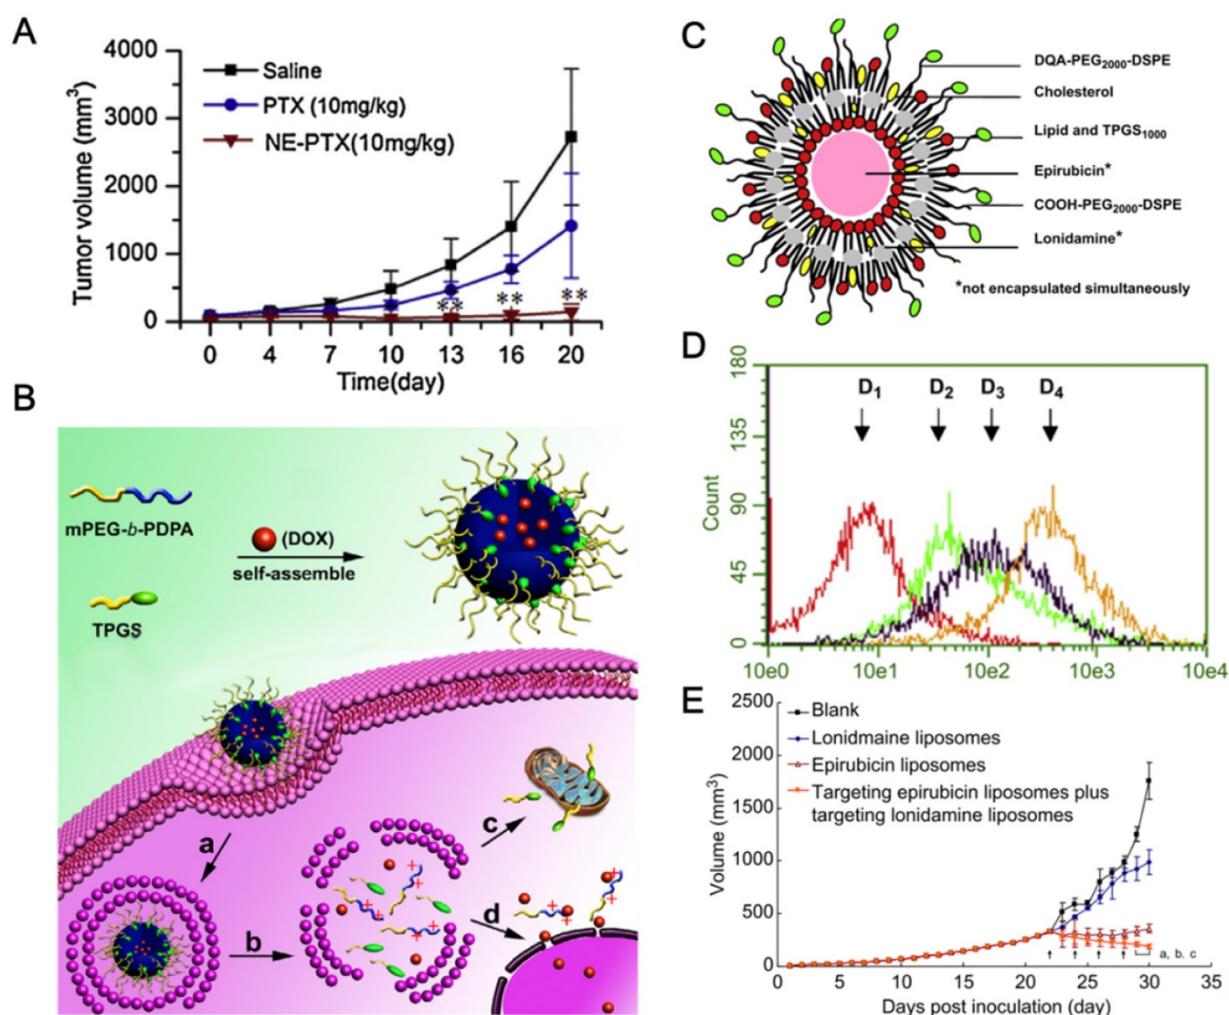 A
4000
3000
2000
1000
0
Tumor volume (mm³)
Saline
PTX (10mg/kg)
NE-PTX(10mg/kg)
** ** **
0 4 7 10 13 16 20
Time(day)
B
mPEG-b-PDPA
(DOX)
self-assemble
TPGS
a
b
c
d
+ + + + + + + +
C
DQA-PEG₂₀₀₀-DSPE
Cholesterol
Lipid and TPGS₁₀₀₀
Epirubicin*
COOH-PEG₂₀₀₀-DSPE
Lonidamine*
*not encapsulated simultaneously
D
180
135
90
45
0
Count
D₁ D₂ D₃ D₄
10e0 10e1 10e2 10e3 10e4
E
2500
2000
1500
1000
500
0
Volume (mm³)
Blank
Lonidmaine liposomes
Epirubicin liposomes
Targeting epirubicin liposomes plus
targeting lonidamine liposomes
a, b. c
0 5 10 15 20 25 30 35
Days post inoculation (day)